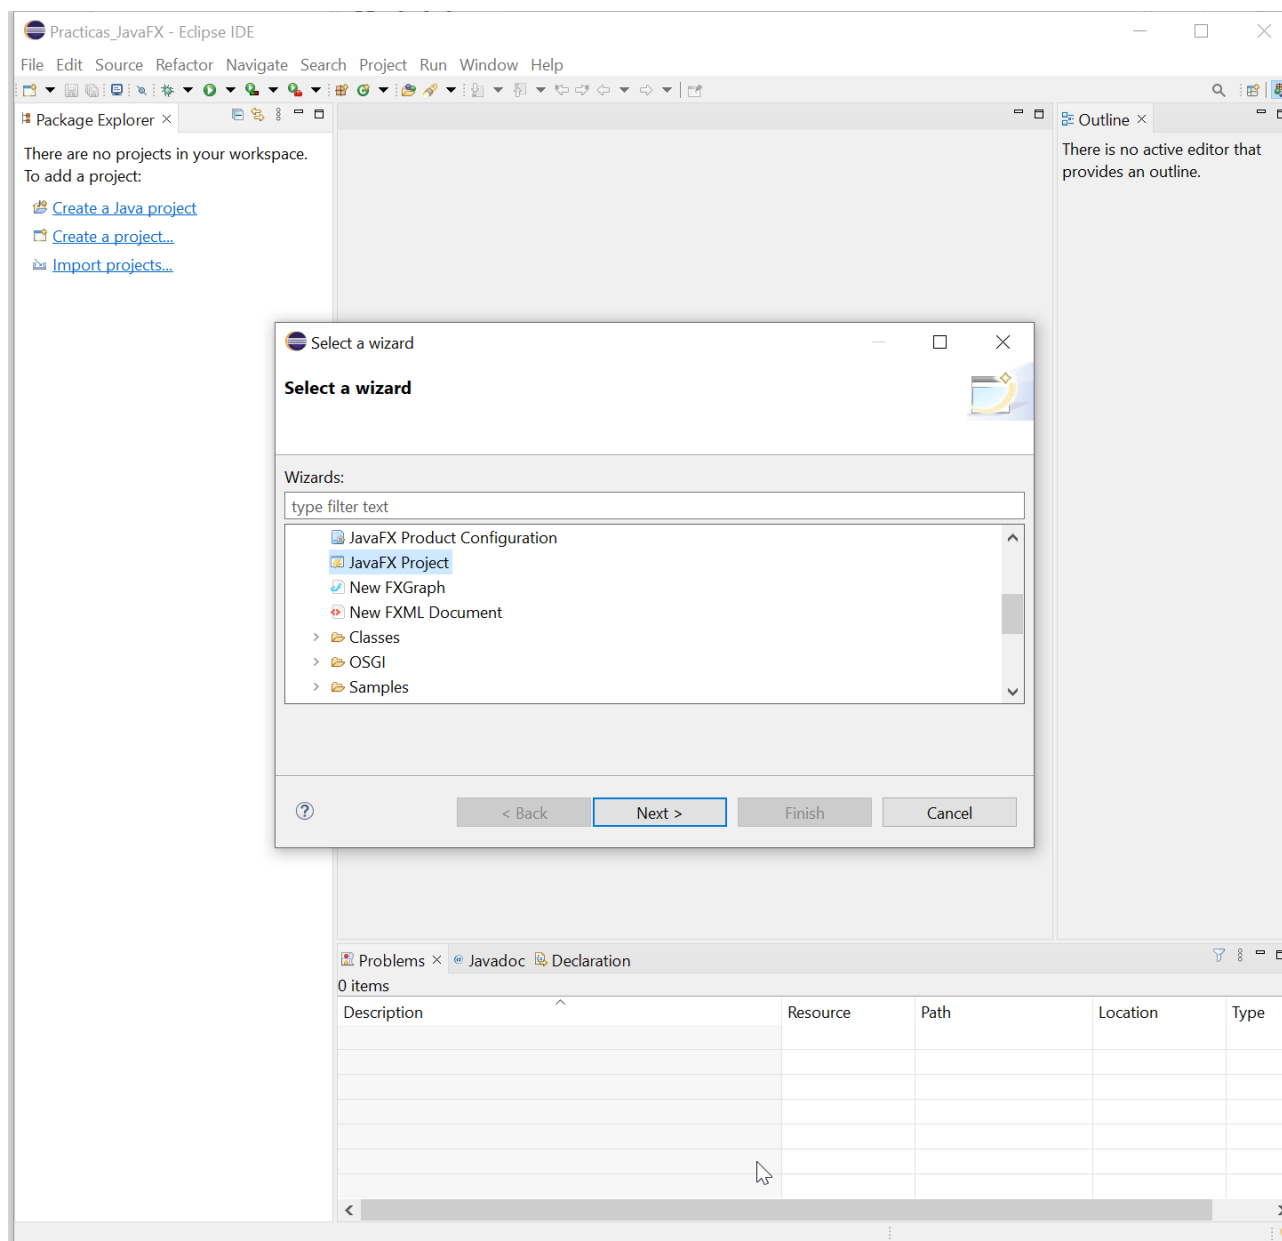 Practicas_JavaFX - Eclipse IDE
File Edit Source Refactor Navigate Search Project Run Window Help
Package Explorer
There are no projects in your workspace.
To add a project:
Create a Java project
Create a project...
Import projects...
Outline
There is no active editor that
provides an outline.
Select a wizard
Select a wizard
Wizards:
type filter text
JavaFX Product Configuration
JavaFX Project
New FXGraph
New FXML Document
Classes
OSGI
Samples
< Back Next > Finish Cancel
Problems Javadoc Declaration
0 items
Description Resource Path Location Type